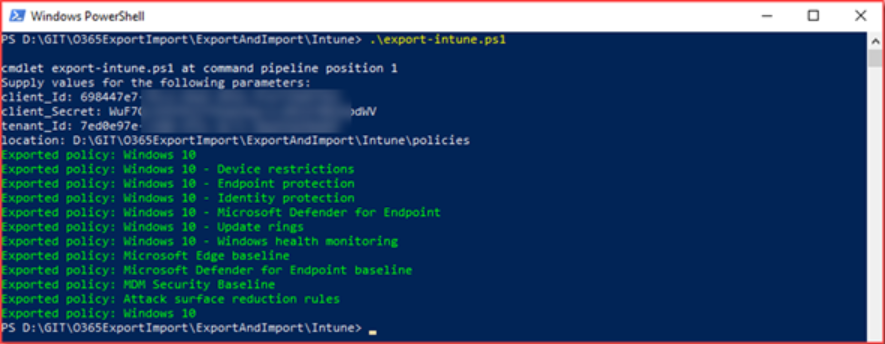 Windows PowerShell
PS D:\GIT\O365ExportImport\ExportAndImport\Intune> .\export-intune.ps1
cmdlet export-intune.ps1 at command pipeline position 1
Supply values for the following parameters:
client_Id: 698447e7-
client_Secret: WuF7 bdWV
tenant_Id: 7ed0e97e-
location: D:\GIT\O365ExportImport\ExportAndImport\Intune\policies
Exported policy: Windows 10
Exported policy: Windows 10 - Device restrictions
Exported policy: Windows 10 - Endpoint protection
Exported policy: Windows 10 - Identity protection
Exported policy: Windows 10 - Microsoft Defender for Endpoint
Exported policy: Windows 10 - Update rings
Exported policy: Windows 10 - Windows health monitoring
Exported policy: Microsoft Edge baseline
Exported policy: Microsoft Defender for Endpoint baseline
Exported policy: MDM Security Baseline
Exported policy: Attack surface reduction rules
Exported policy: Windows 10
PS D:\GIT\O365ExportImport\ExportAndImport\Intune>